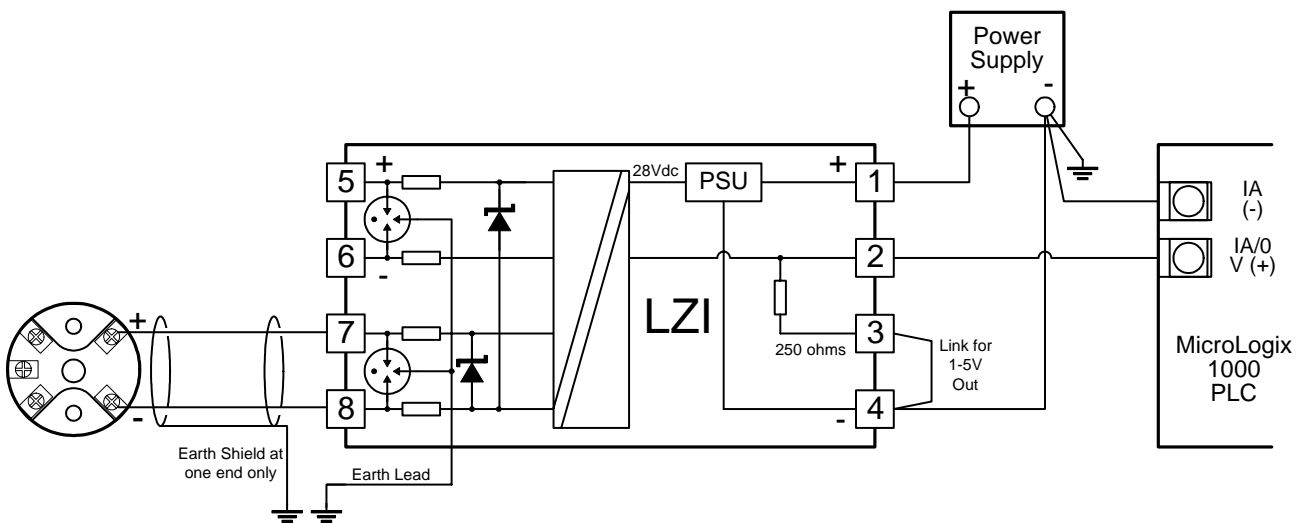 Power
Supply
+
-
5
+
28Vdc
PSU
+
1
IA
(-)
6
-
2
IA/0
V (+)
LZI
+
7
250 ohms
3
Link for
1-5V
Out
MicroLogix
1000
PLC
-
8
-
4
Earth Shield at
one end only
Earth Lead